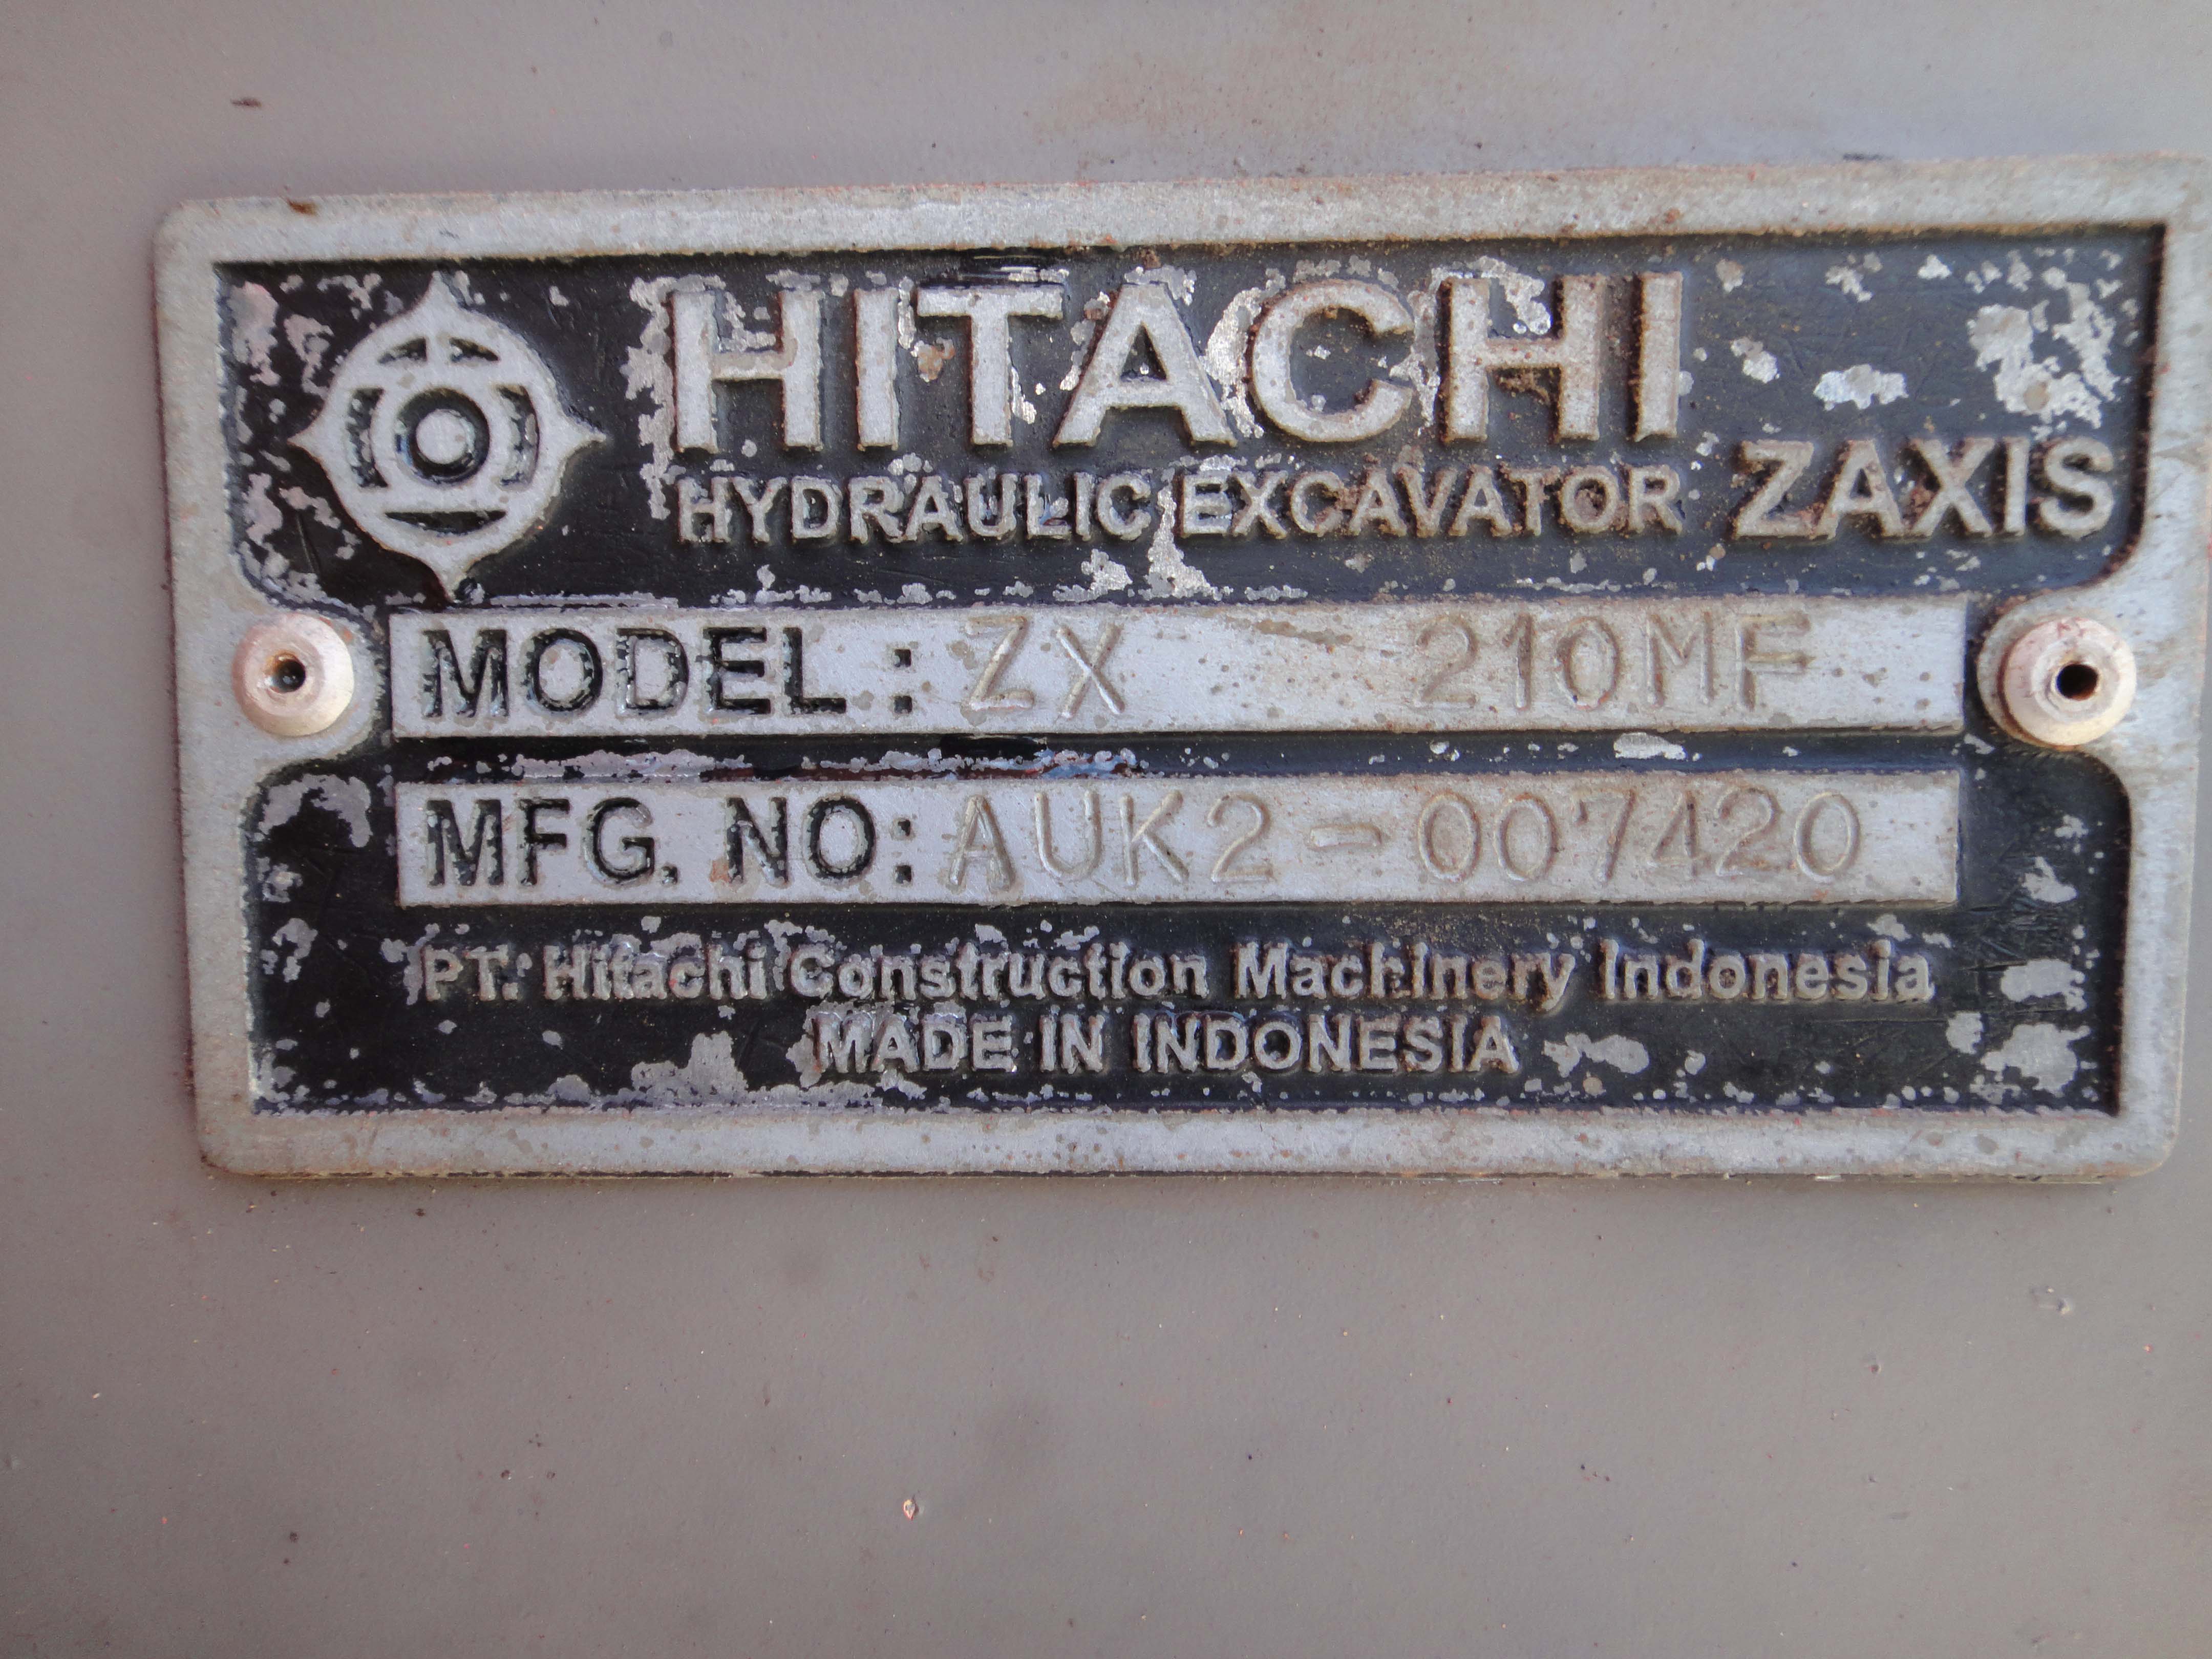 HITACHI
HYDRAULIC EXCAVATOR ZAXIS
MODEL: ZX 210MF
MFG. NO: AUK2-007420
PT. Hitachi Construction Machinery Indonesia
MADE IN INDONESIA